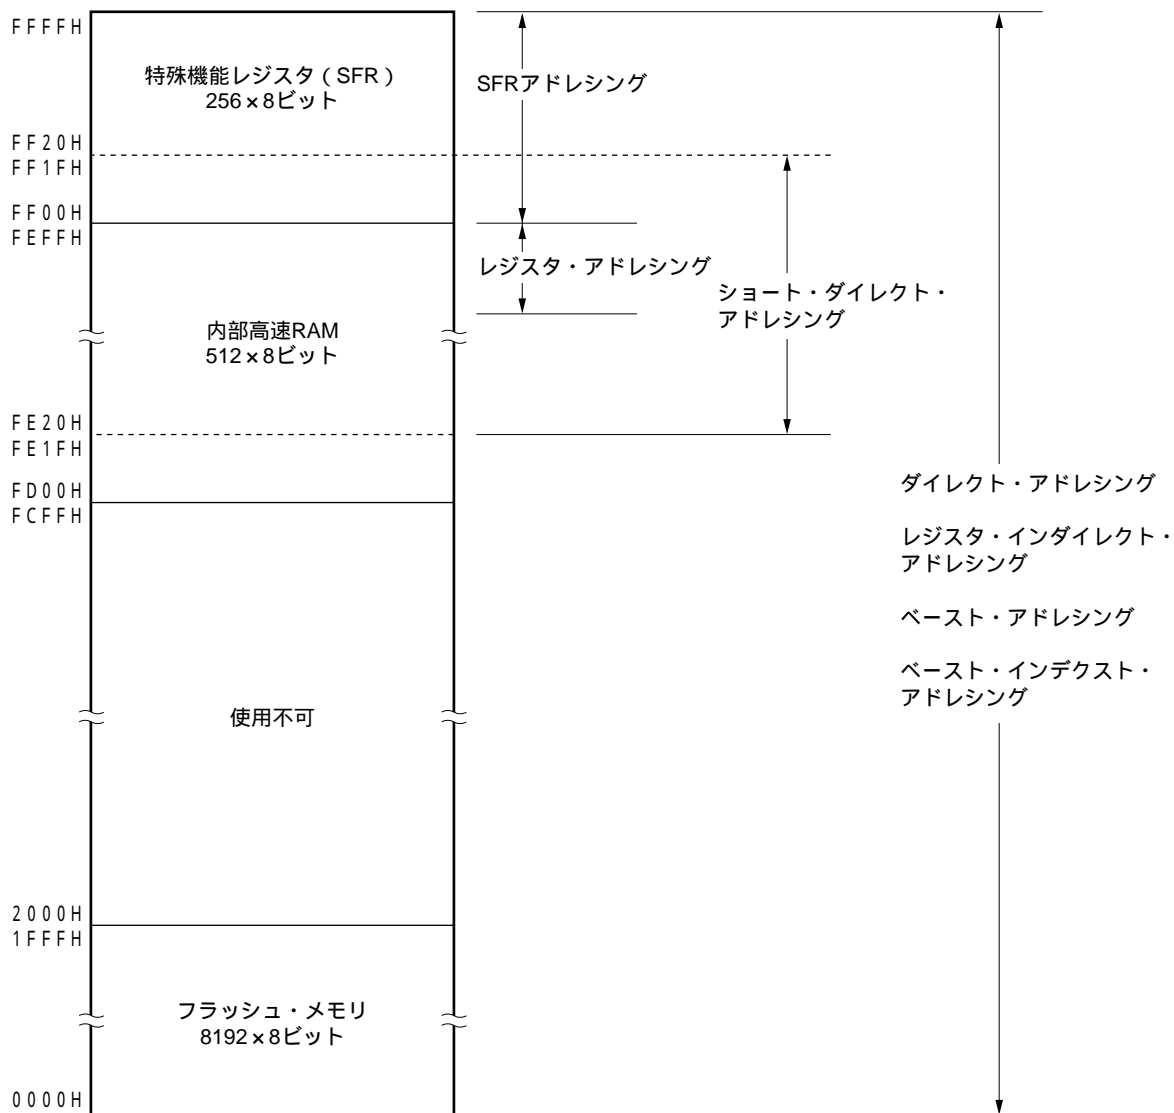 FFFFH
特殊機能レジスタ（SFR）
256×8ビット
SFRアドレシング
FF20H
FF1FH
FF00H
FEFFH
レジスタ・アドレシング
ショート・ダイレクト・
アドレシング
内部高速RAM
512×8ビット
FE20H
FE1FH
FD00H
FCFFH
ダイレクト・アドレシング
レジスタ・インダイレクト・
アドレシング
ベースト・アドレシング
ベースト・インデクスト・
アドレシング
使用不可
2000H
1FFFH
フラッシュ・メモリ
8192×8ビット
0000H